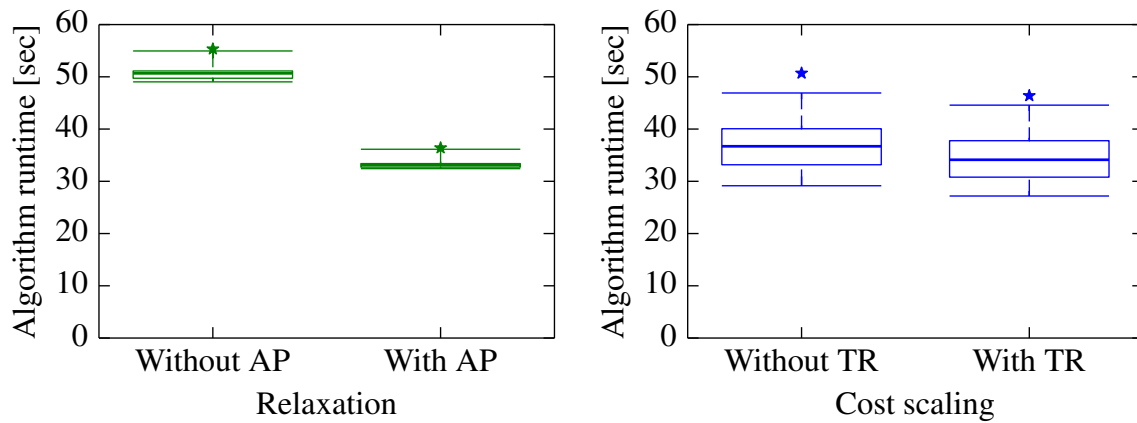 Algorithm runtime [sec]
60
50
40
30
20
10
0
Without AP
With AP
Relaxation
Algorithm runtime [sec]
60
50
40
30
20
10
0
Without TR
With TR
Cost scaling